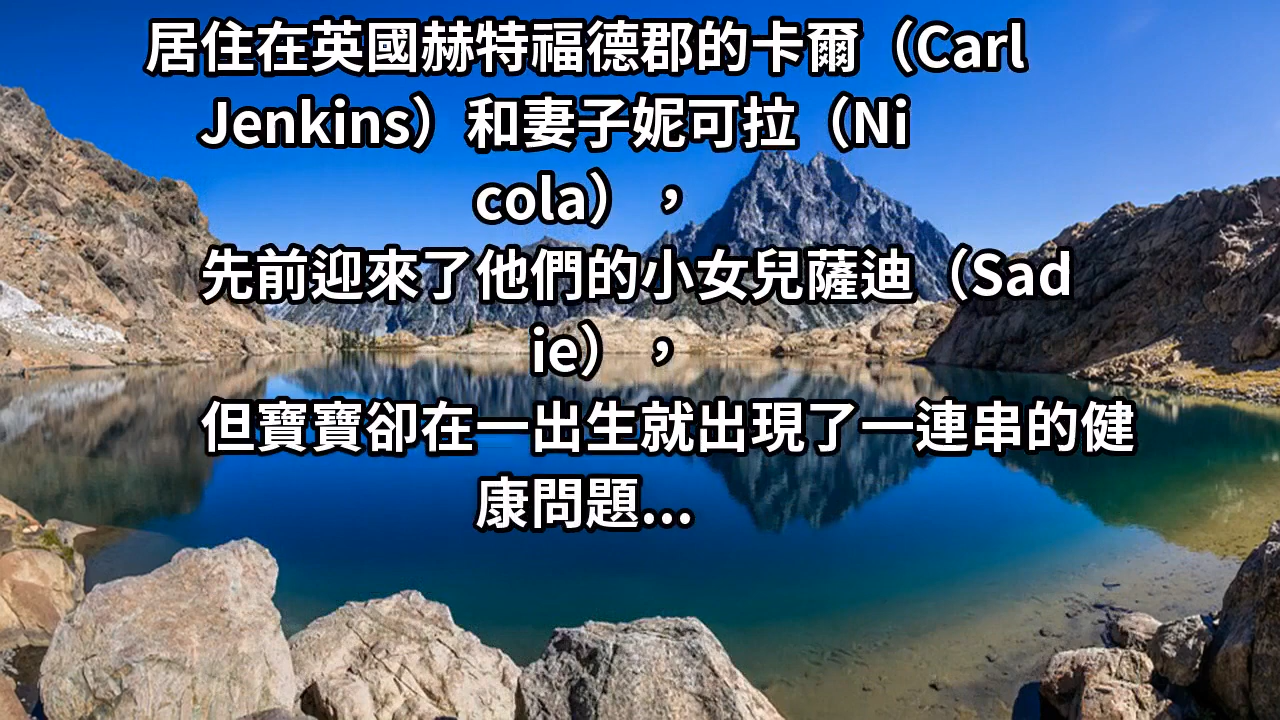 居住在英國赫特福德郡的卡爾（Carl
Jenkins）和妻子妮可拉（Ni
cola），
先前迎來了他們的小女兒薩迪（Sad
ie），
但寶寶卻在一出生就出現了一連串的健
康問題...